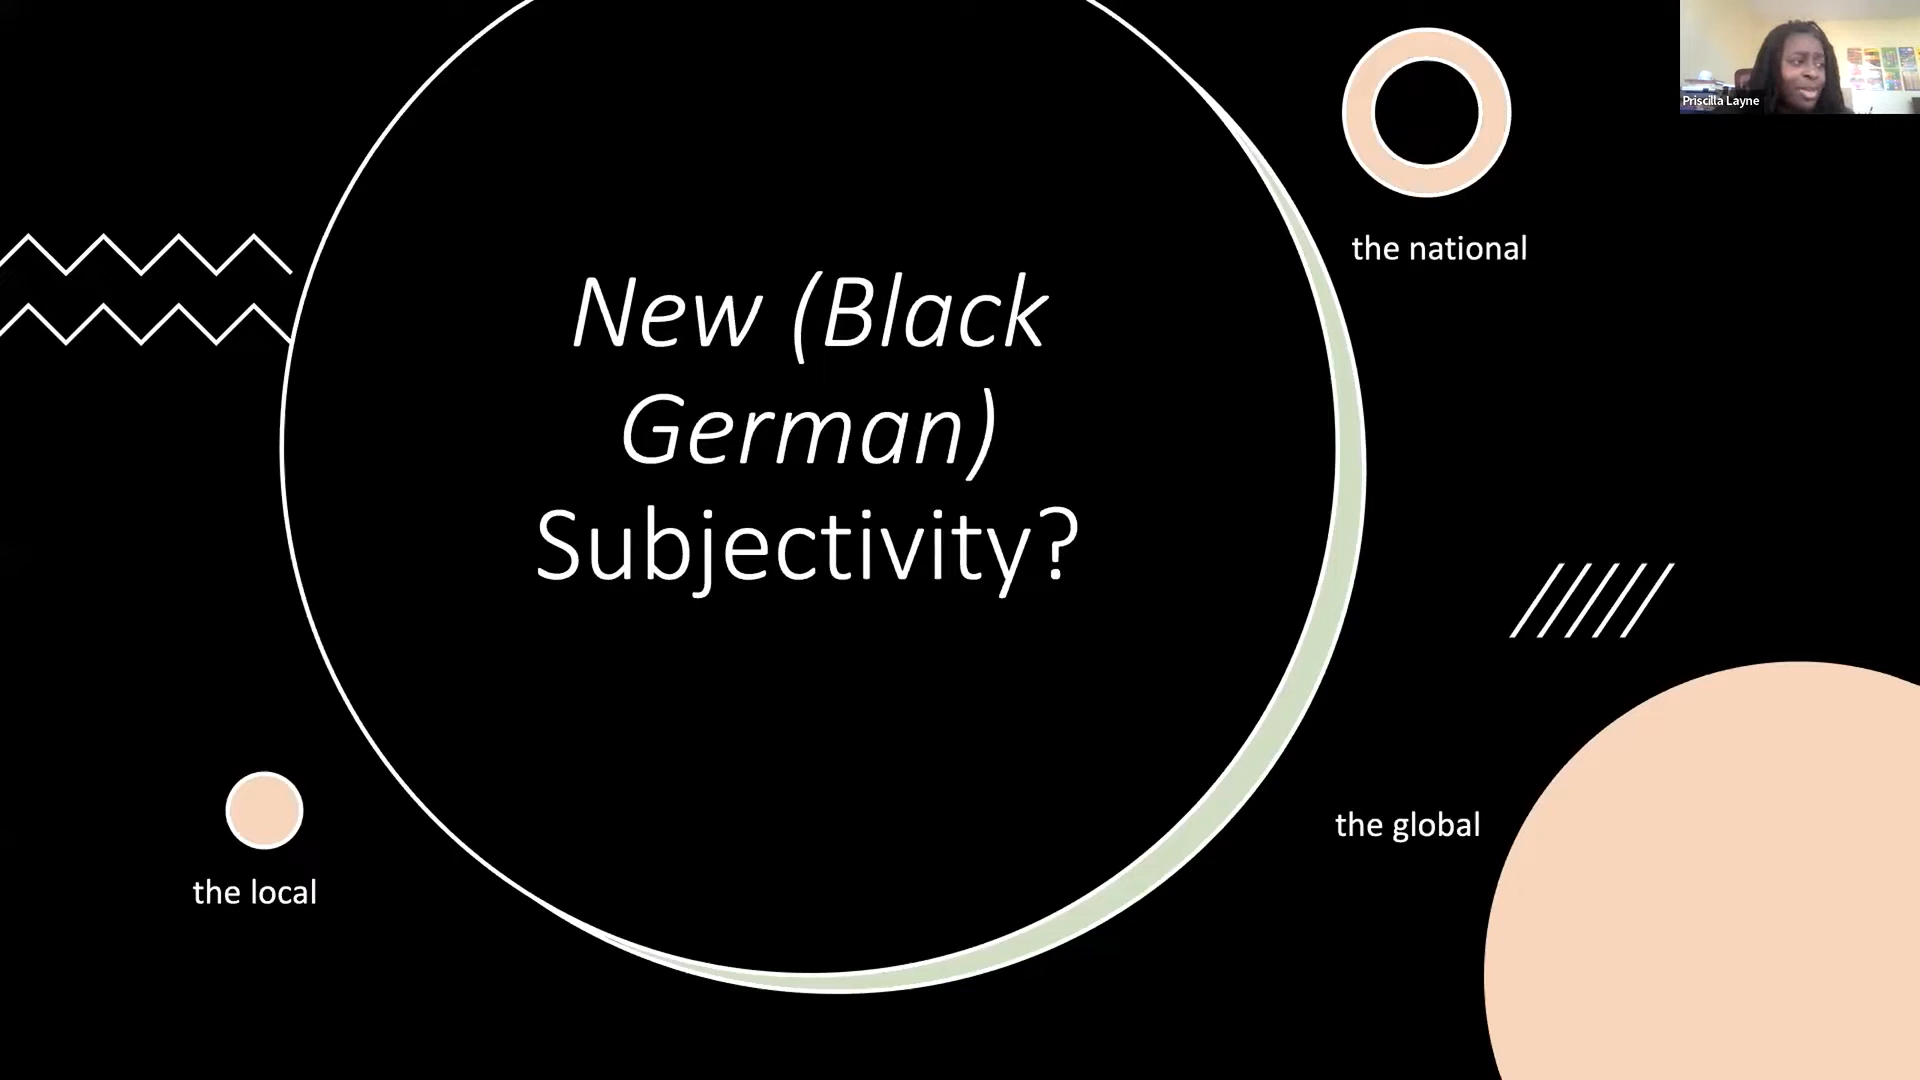 New (Black
German)
Subjectivity?
the national
the global
the local
Priscilla Layne